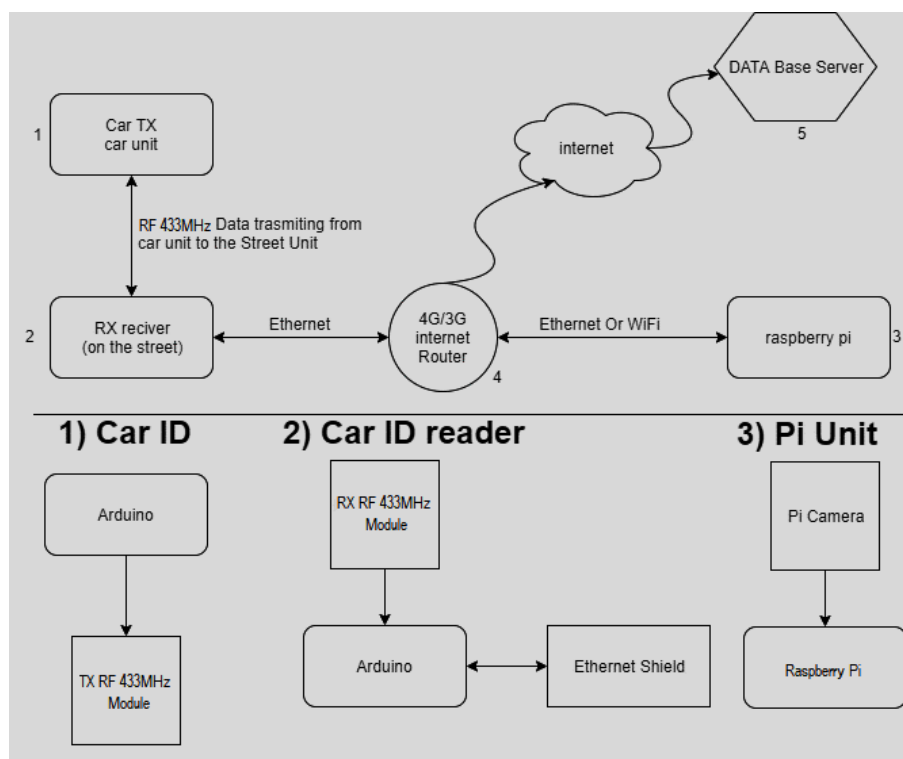 DATA Base Server
5
1
Car TX
car unit
internet
RF 433MHz Data trasmiting from
car unit to the Street Unit
2
RX reciver
(on the street)
Ethernet
4G/3G
internet
Router
4
Ethernet Or WiFi
raspberry pi
3
1) Car ID
2) Car ID reader
3) Pi Unit
Arduino
TX RF 433MHz
Module
RX RF 433MHz
Module
Arduino
Ethernet Shield
Pi Camera
Raspberry Pi